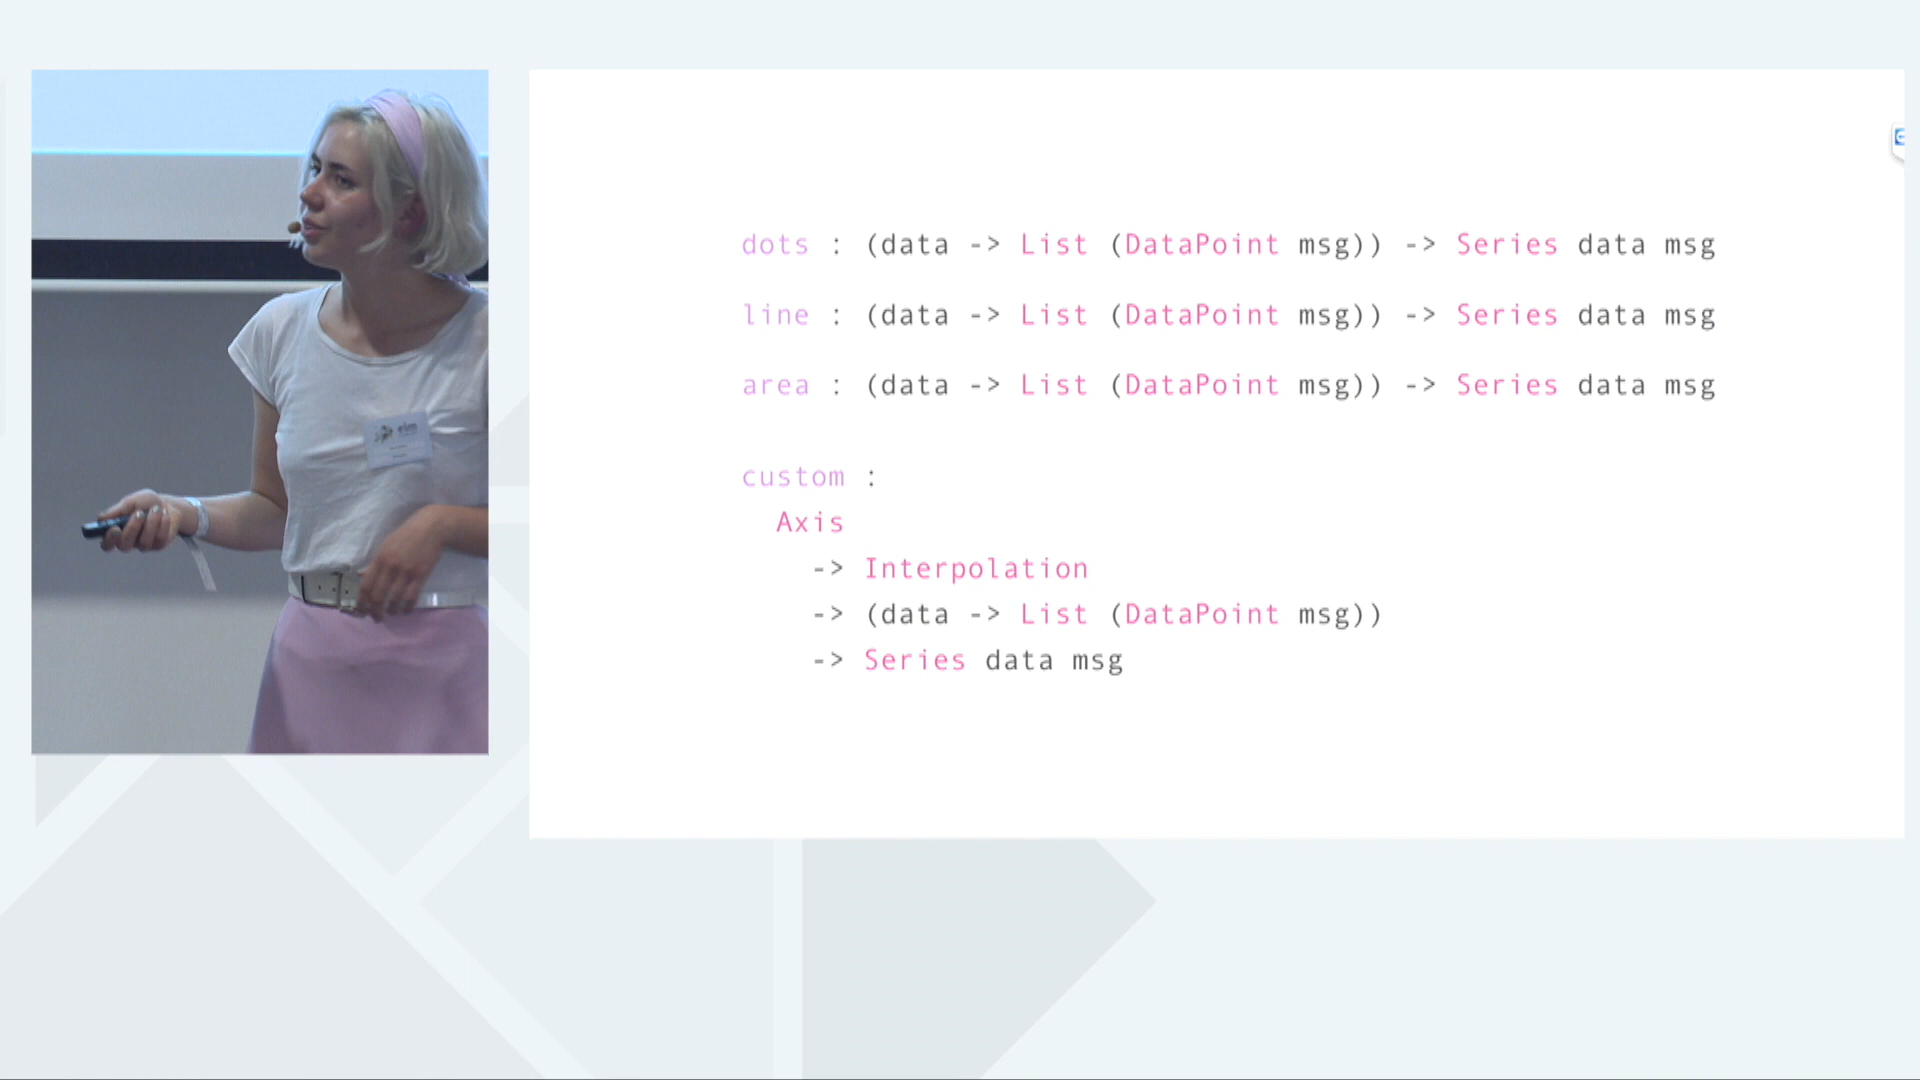 elm
dots : (data -> List (DataPoint msg)) -> Series data msg
line : (data -> List (DataPoint msg)) -> Series data msg
area : (data -> List (DataPoint msg)) -> Series data msg
custom :
Axis
-> Interpolation
-> (data -> List (DataPoint msg))
-> Series data msg